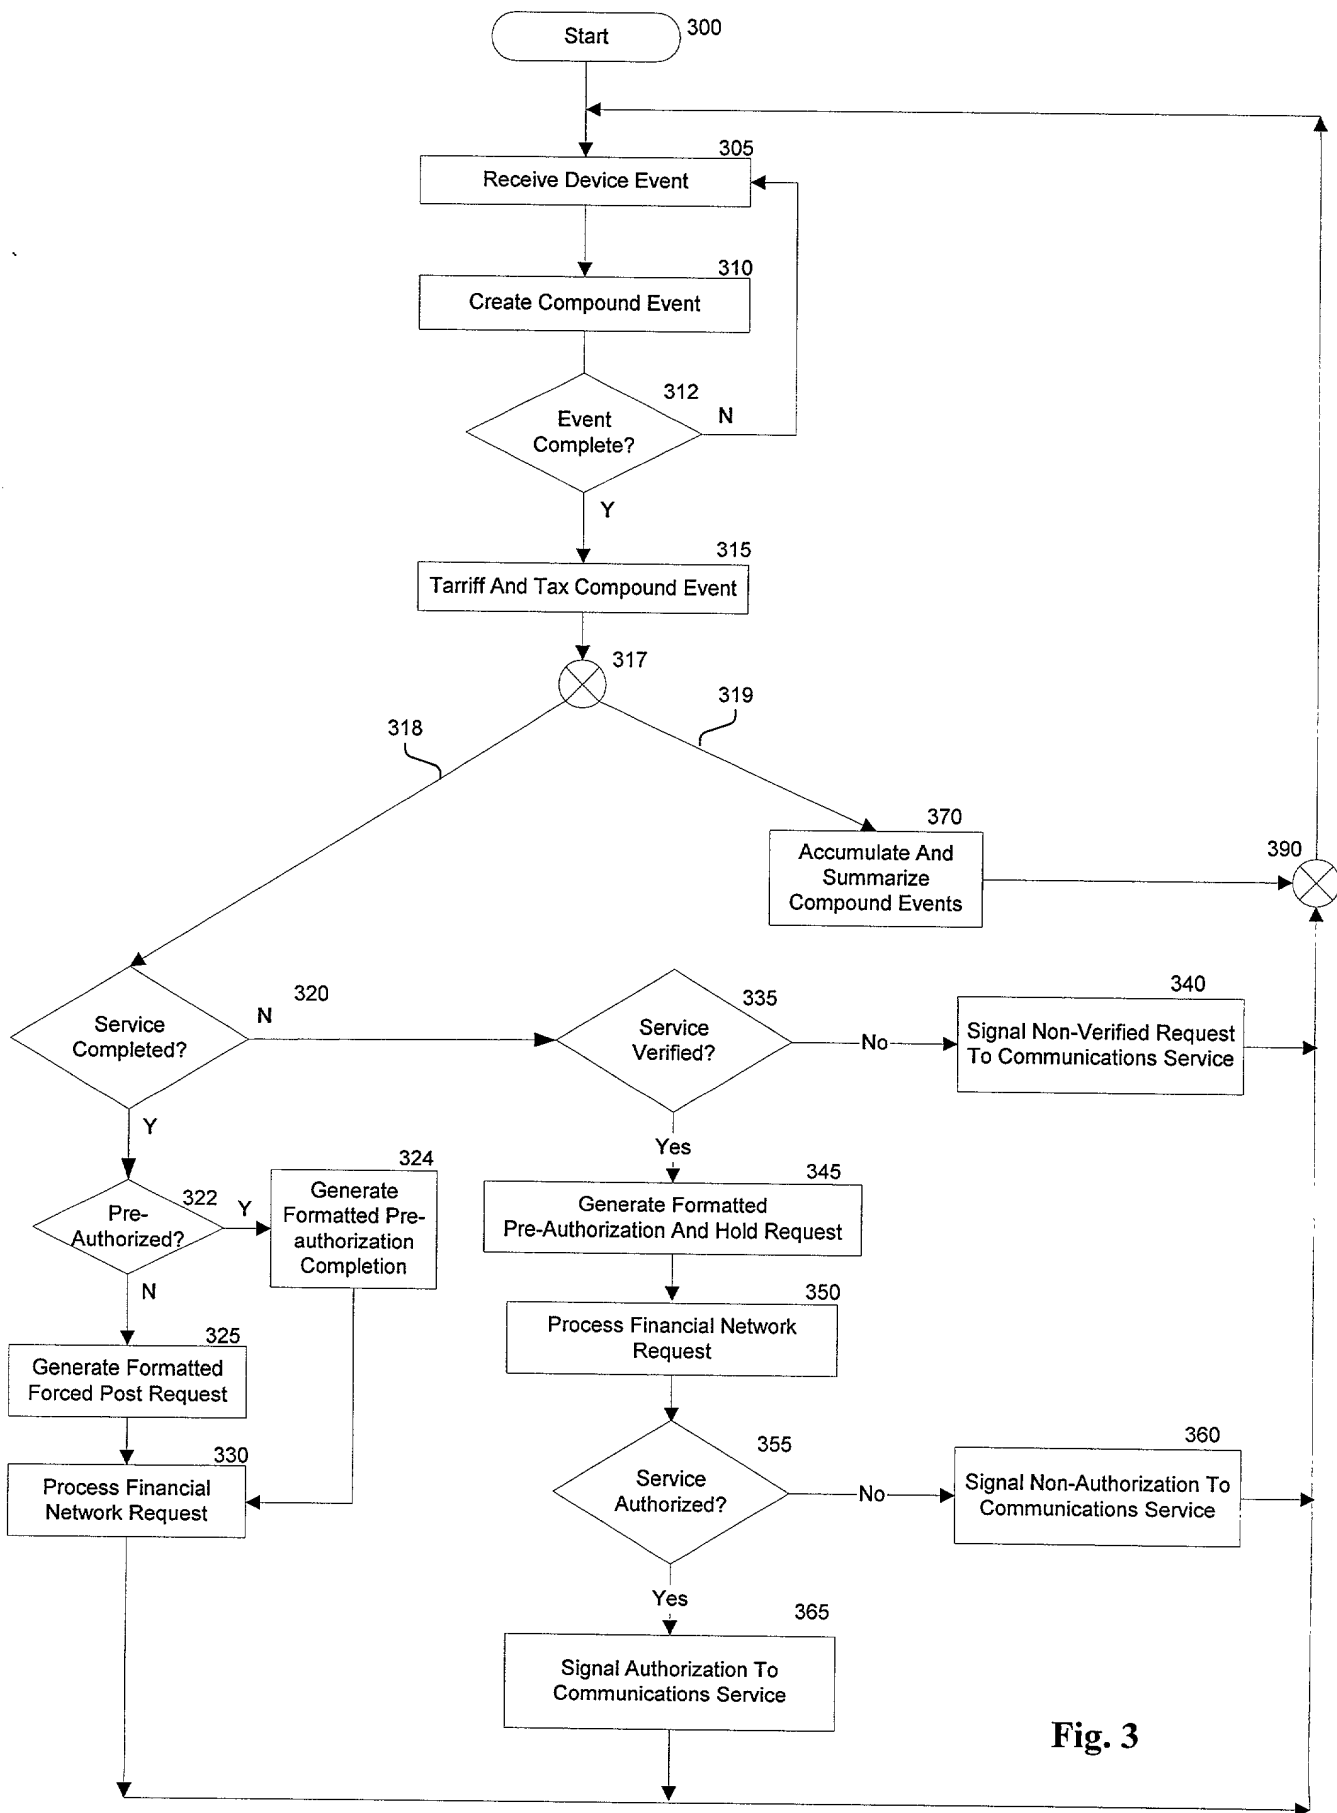 Start
300
305
Receive Device Event
310
Create Compound Event
312
Event
Complete?
N
Y
315
Tarriff And Tax Compound Event
317
318
319
370
Accumulate And
Summarize
Compound Events
390
Service
Completed?
N
320
Service
Verified?
335
No
340
Signal Non-Verified Request
To Communications Service
Y
Yes
Pre-
Authorized?
322
Y
324
Generate
Formatted Pre-
authorization
Completion
345
Generate Formatted
Pre-Authorization And Hold Request
N
350
Process Financial Network
Request
325
Generate Formatted
Forced Post Request
330
Process Financial
Network Request
Service
Authorized?
355
No
360
Signal Non-Authorization To
Communications Service
Yes
365
Signal Authorization To
Communications Service
Fig. 3